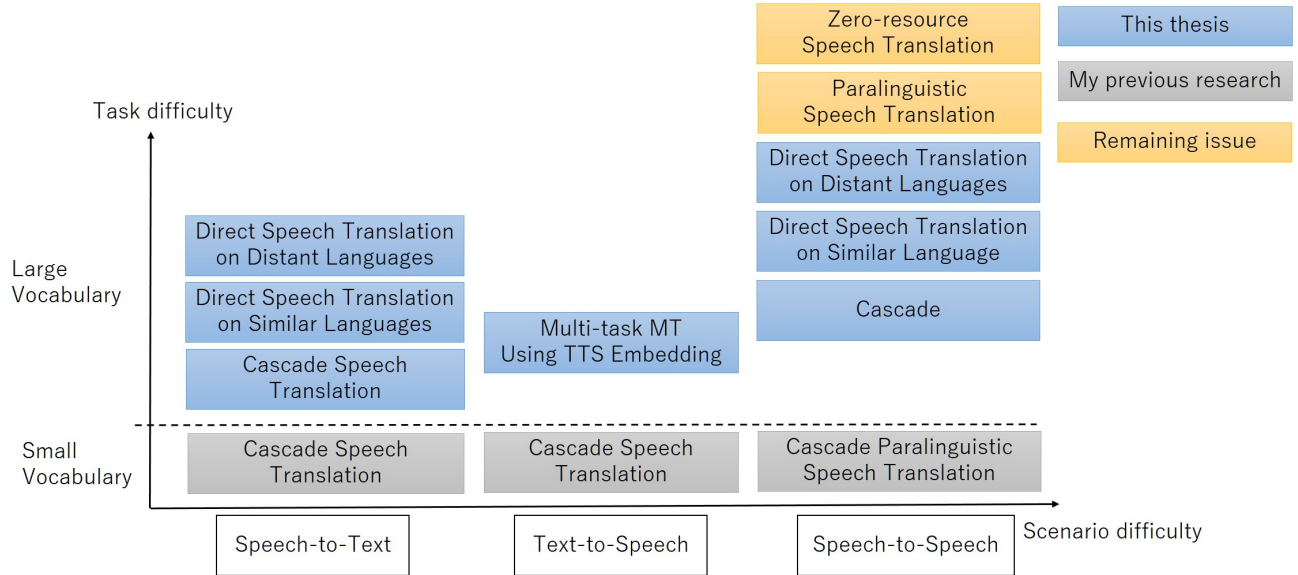 Zero-resource
Speech Translation
This thesis
Paralinguistic
Speech Translation
My previous research
Task difficulty
Remaining issue
Direct Speech Translation
on Distant Languages
Direct Speech Translation
on Similar Language
Cascade
Large
Vocabulary
Direct Speech Translation
on Distant Languages
Direct Speech Translation
on Similar Languages
Cascade Speech
Translation
Multi-task MT
Using TTS Embedding
Small
Vocabulary
Cascade Speech
Translation
Cascade Speech
Translation
Cascade Paralinguistic
Speech Translation
Speech-to-Text
Text-to-Speech
Speech-to-Speech
Scenario difficulty